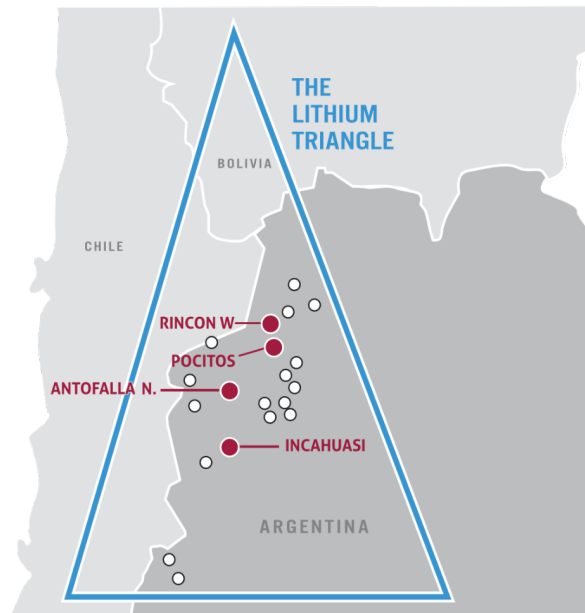 THE
LITHIUM
TRIANGLE
BOLIVIA
CHILE
RINCON W
POCITOS
ANTOFALLA N.
INCAHUASI
ARGENTINA